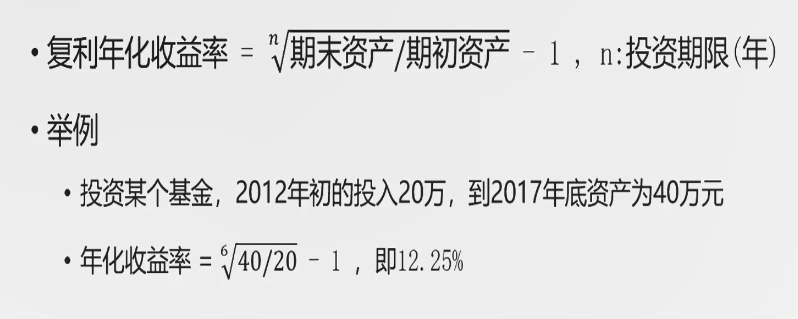 • 复利年化收益率 = ⁿ√期末资产/期初资产 - 1 , n:投资期限(年)
• 举例
• 投资某个基金，2012年初的投入20万，到2017年底资产为40万元
• 年化收益率 = ⁶√40/20 - 1 ，即12.25%